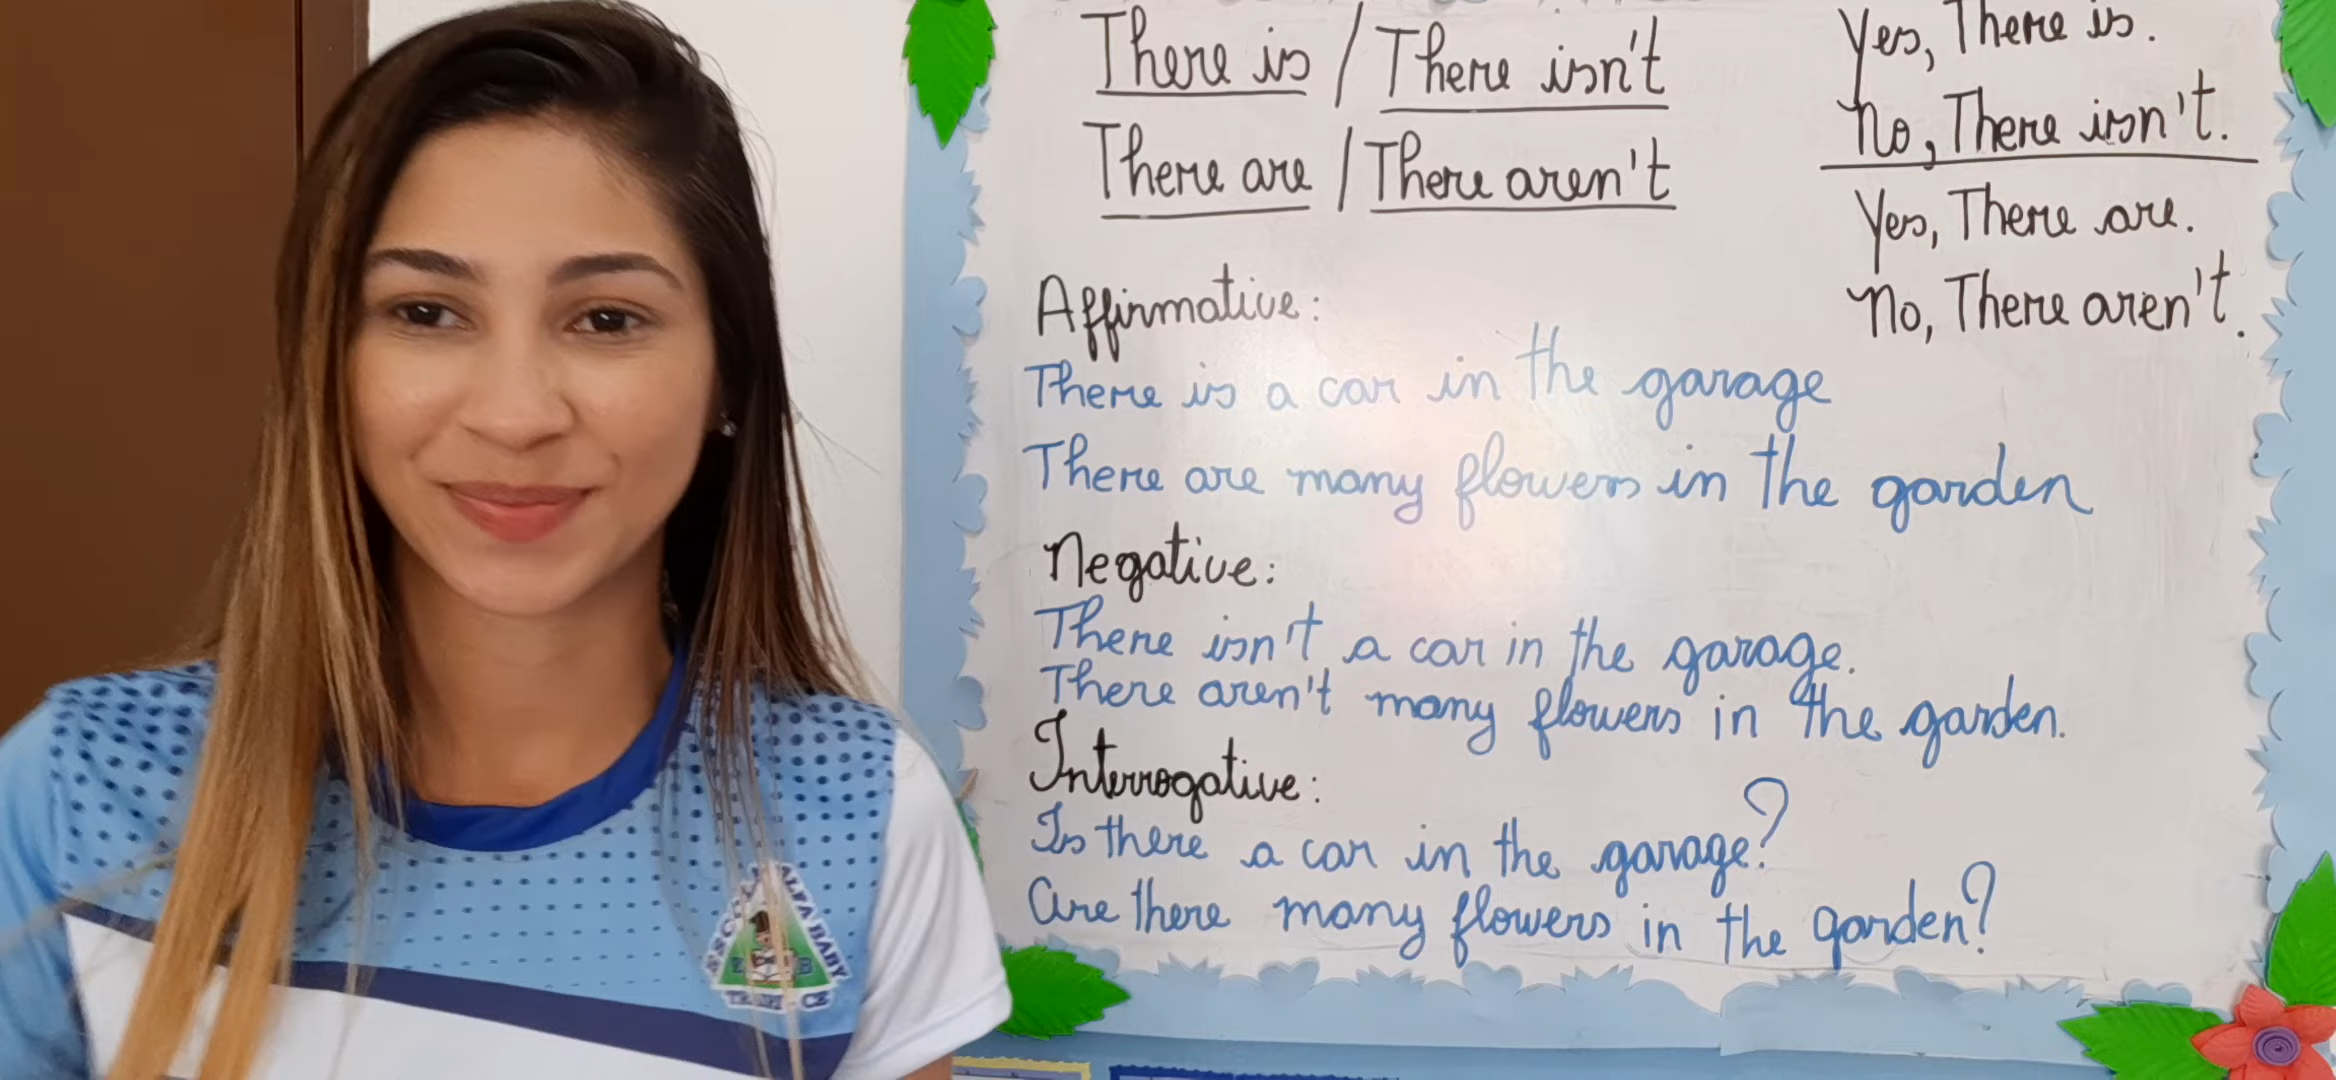 There is / There isn't
There are / There aren't
Yes, There is.
No, There isn't.
Yes, There are.
No, There aren't.
Affirmative:
There is a car in the garage
There are many flowers in the garden
Negative:
There isn't a car in the garage.
There aren't many flowers in the garden.
Interrogative:
Is there a car in the garage?
Are there many flowers in the garden?
ALFA BABY